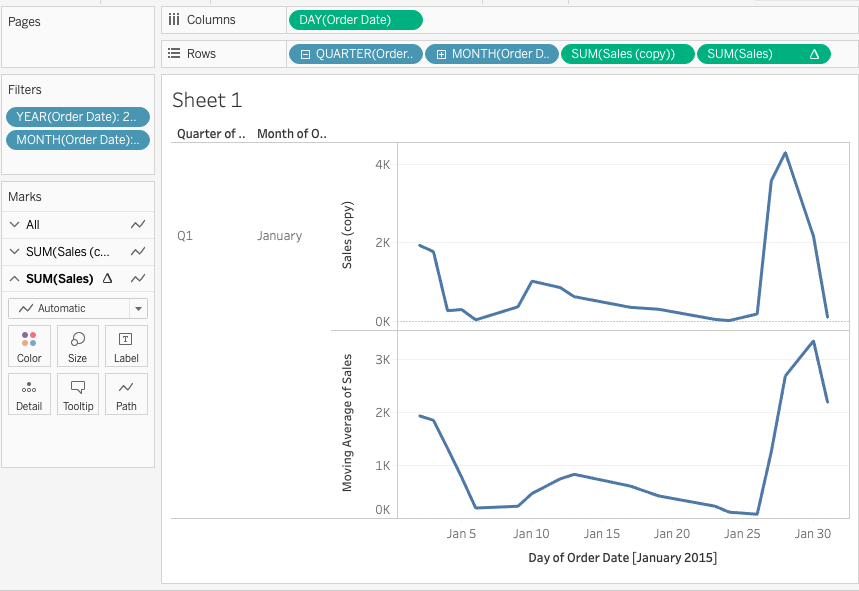 Pages
Columns
DAY(Order Date)
Rows
QUARTER(Order..
MONTH(Order D..
SUM(Sales (copy))
SUM(Sales) Δ
Filters
YEAR(Order Date): 2..
MONTH(Order Date):..
Marks
All
SUM(Sales (c...
SUM(Sales) Δ
Automatic
Color
Size
T
Label
Detail
Tooltip
Path
Sheet 1
Quarter of ..
Month of O..
Q1
January
Sales (copy)
4K
2K
0K
Moving Average of Sales
3K
2K
1K
0K
Jan 5
Jan 10
Jan 15
Jan 20
Jan 25
Jan 30
Day of Order Date [January 2015]